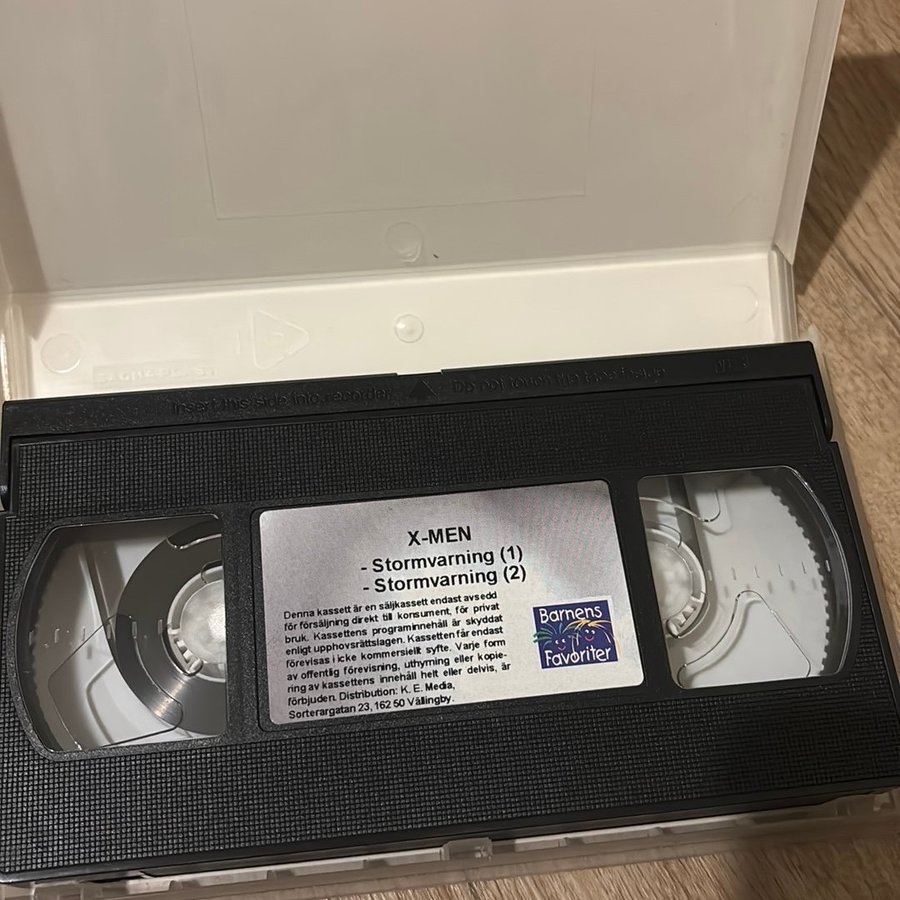 Insert this side into recorder
Do not touch the tape inside
X-MEN
- Stormvarning (1)
- Stormvarning (2)
Denna kassett är en säljkassett endast avsedd
för försäljning direkt till konsument, för privat
bruk. Kassettens programinnehåll är skyddat
enligt upphovsrättslagen. Kassetten får endast
förevisas i icke kommersiellt syfte. Varje form
av offentlig förevisning, uthyrning eller kopie-
ring av kassettens innehåll helt eller delvis, är
förbjuden. Distribution: K. E. Media,
Sorterargatan 23, 162 50 Vällingby.
Barnens
Favoriter